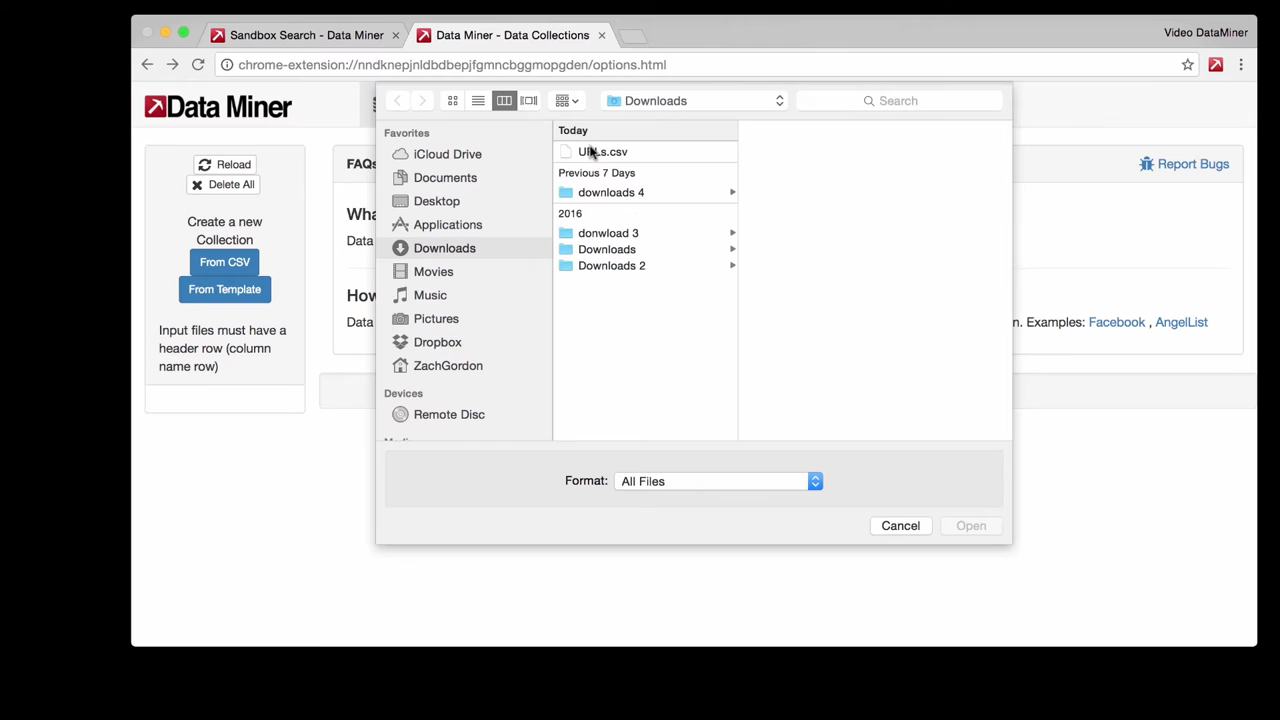 Sandbox Search - Data Miner
Data Miner - Data Collections
Video DataMiner
chrome-extension://nndknepjnldbdbepjfgmncbggmopgden/options.html
Data Miner
Downloads
Search
Reload
Delete All
Create a new
Collection
From CSV
From Template
Input files must have a
header row (column
name row)
FAQs
Wha
Data
How
Data
Report Bugs
n. Examples: Facebook , AngelList
Favorites
iCloud Drive
Documents
Desktop
Applications
Downloads
Movies
Music
Pictures
Dropbox
ZachGordon
Devices
Remote Disc
Today
URLs.csv
Previous 7 Days
downloads 4
2016
donwload 3
Downloads
Downloads 2
Format: All Files
Cancel Open